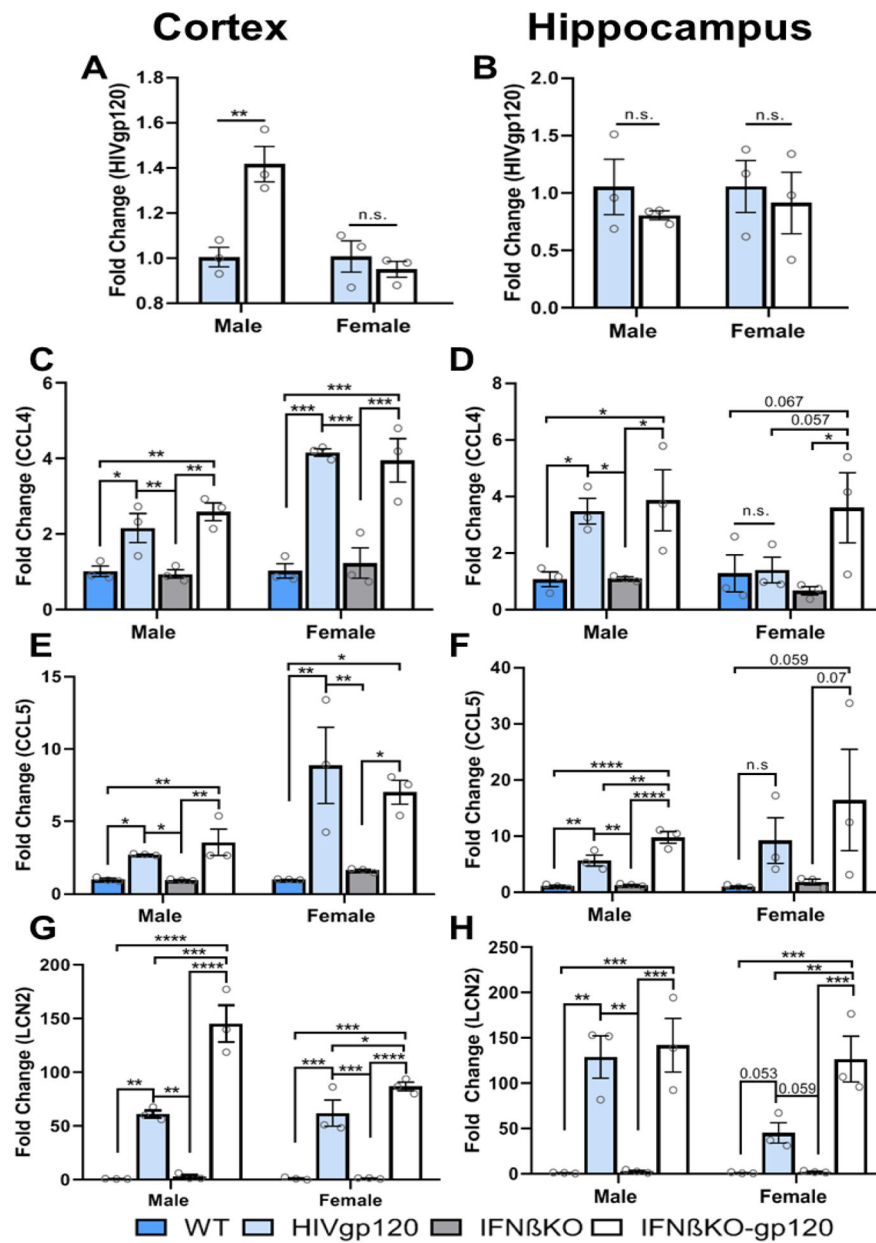 Cortex
Hippocampus
A
Fold Change (HIVgp120)
1.8
1.6
1.4
1.2
1.0
0.8
**
n.s.
Male
Female
B
Fold Change (HIVgp120)
2.0
1.5
1.0
0.5
0.0
n.s.
n.s.
Male
Female
C
Fold Change (CCL4)
6
4
2
0
**
*
**
**
***
***
***
***
Male
Female
D
Fold Change (CCL4)
8
6
4
2
0
*
*
*
*
0.067
0.057
*
n.s.
Male
Female
E
Fold Change (CCL5)
15
10
5
0
**
*
*
**
*
**
**
*
Male
Female
F
Fold Change (CCL5)
50
40
30
20
10
0
****
**
****
**
**
0.059
0.07
n.s
Male
Female
G
Fold Change (LCN2)
200
150
100
50
0
****
***
****
**
**
***
*
***
***
****
Male
Female
H
Fold Change (LCN2)
250
200
150
100
50
0
***
***
**
**
***
**
***
0.053
0.059
Male
Female
WT HIVgp120 IFNßKO IFNßKO-gp120